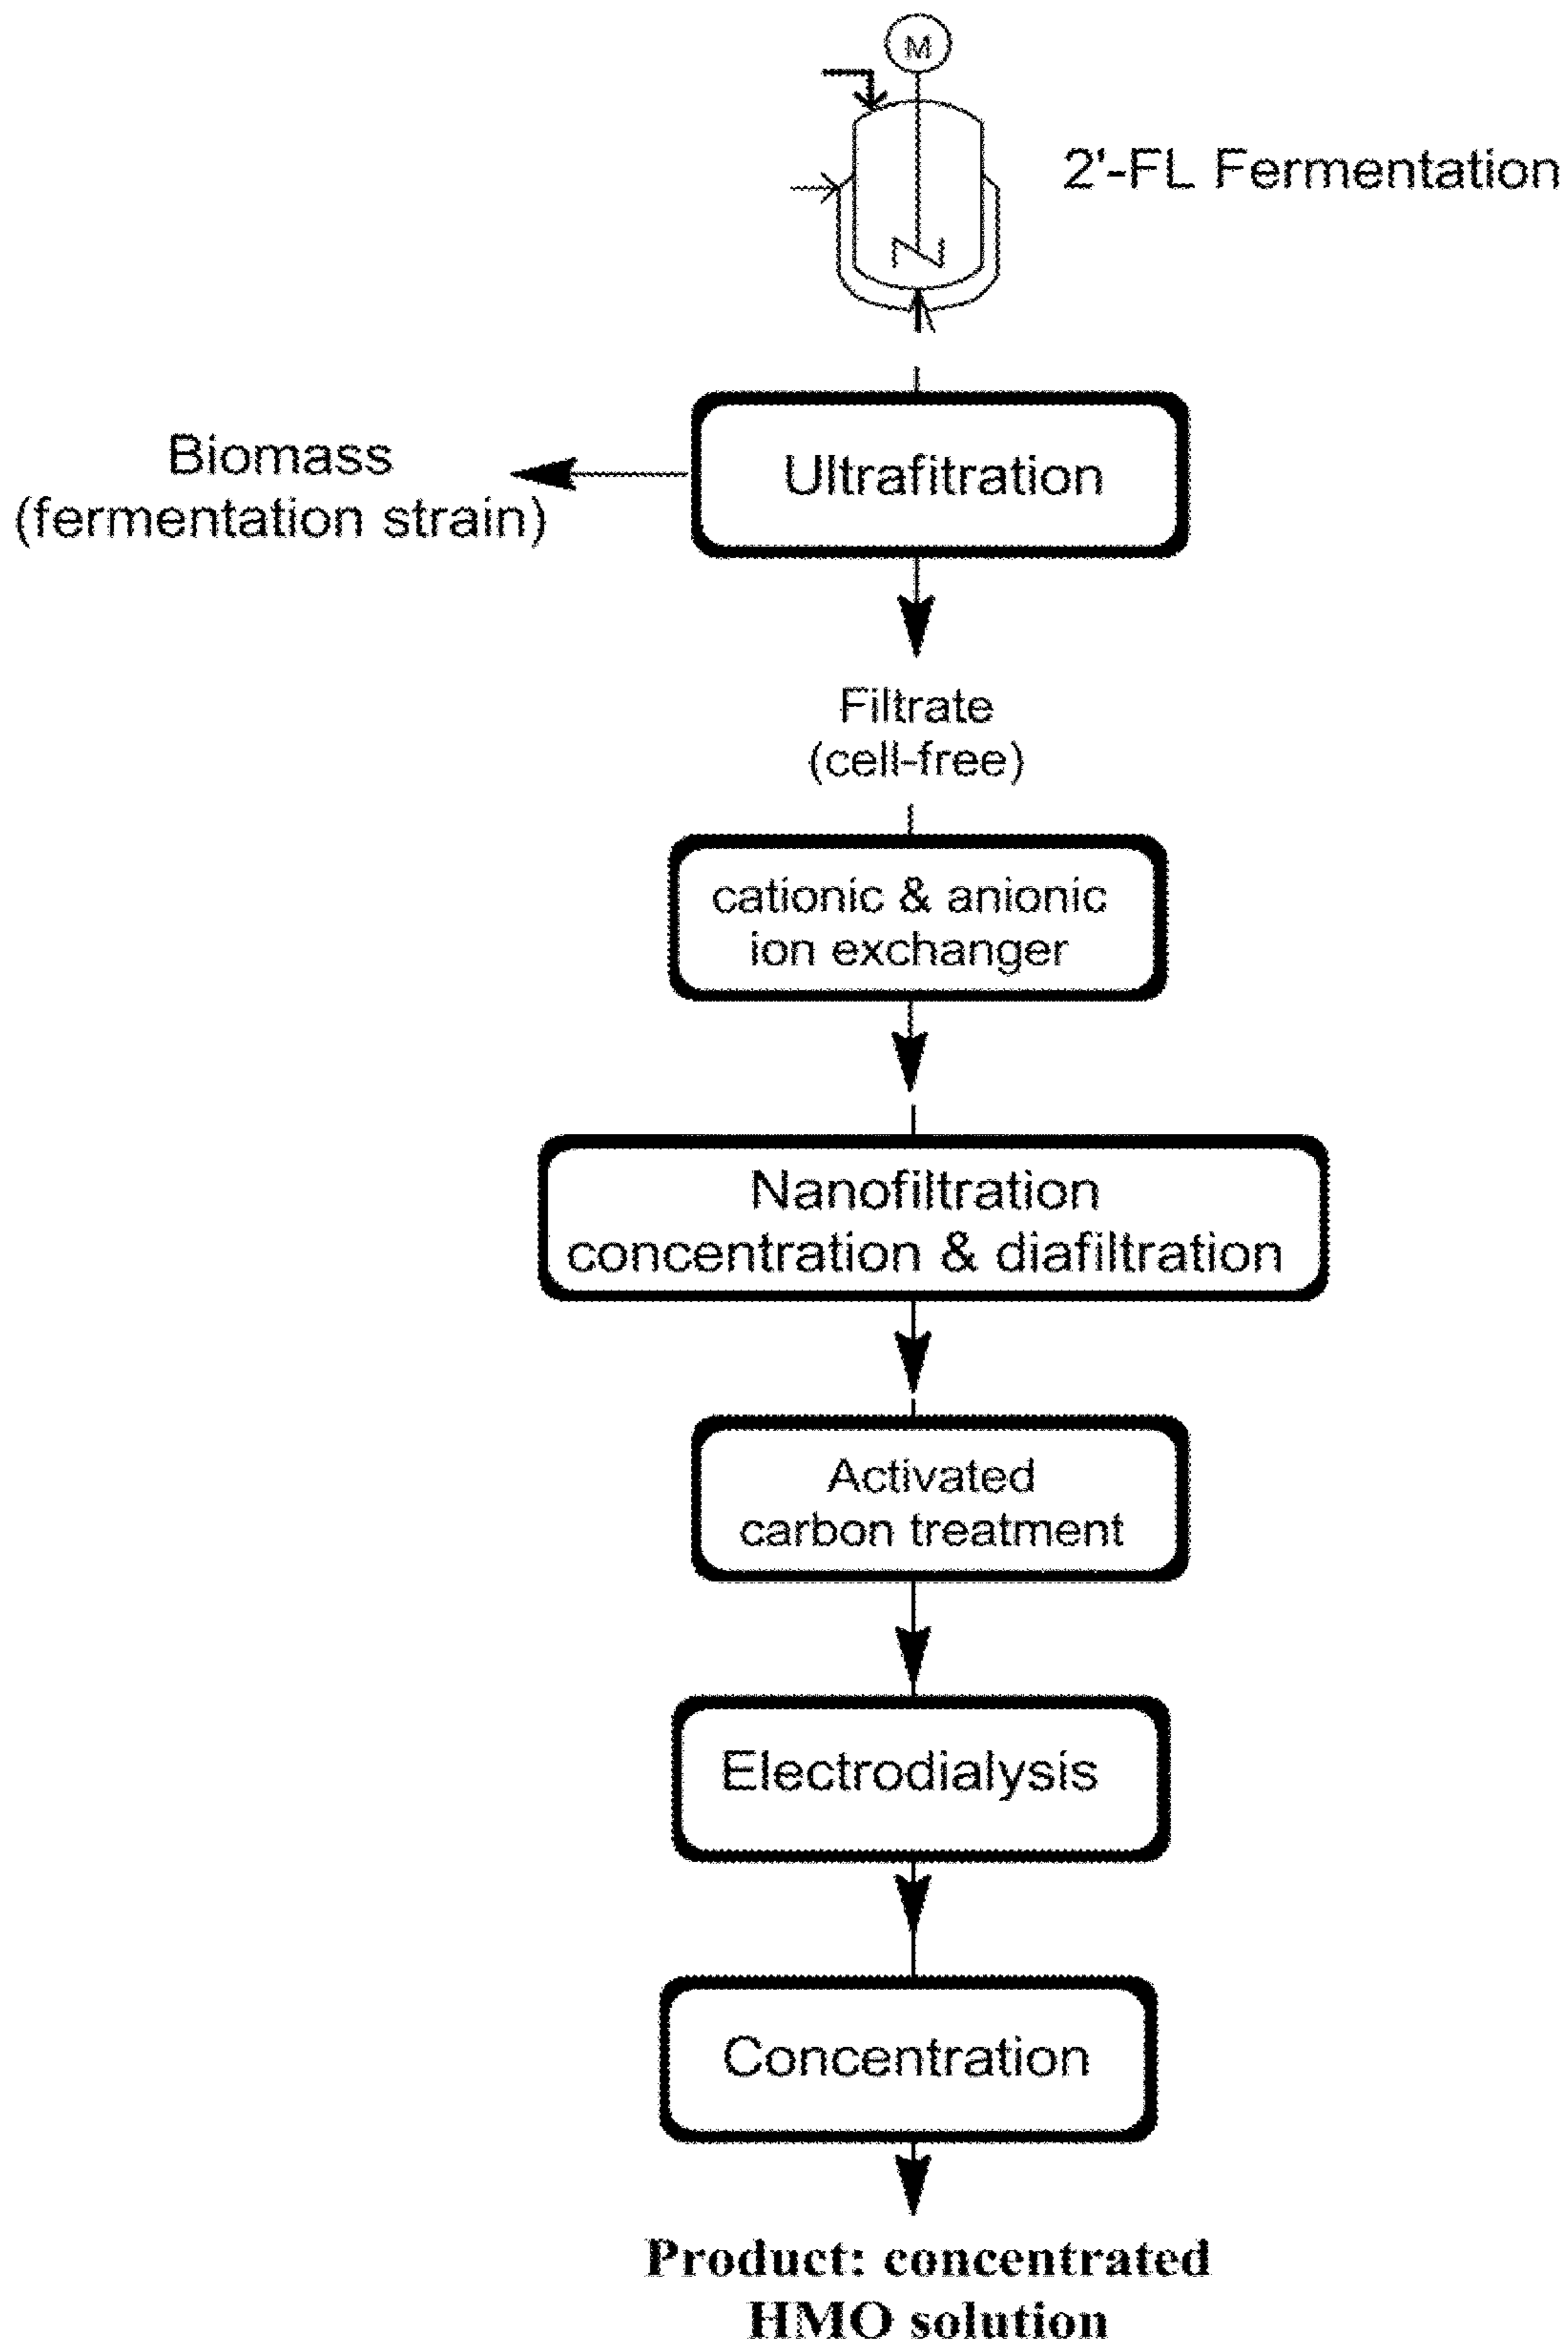 M
2'-FL Fermentation
Ultrafitration
Biomass
(fermentation strain)
Filtrate
(cell-free)
cationic & anionic
ion exchanger
Nanofiltration
concentration & diafiltration
Activated
carbon treatment
Electrodialysis
Concentration
Product: concentrated
HMO solution